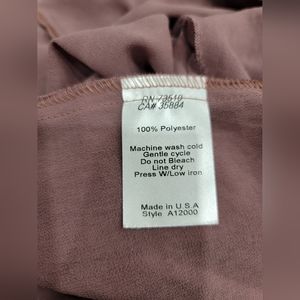 RN 73518
CA# 35884
100% Polyester
Machine wash cold
Gentle cycle
Do not Bleach
Line dry
Press W/Low iron
Made in U.S.A
Style A12000